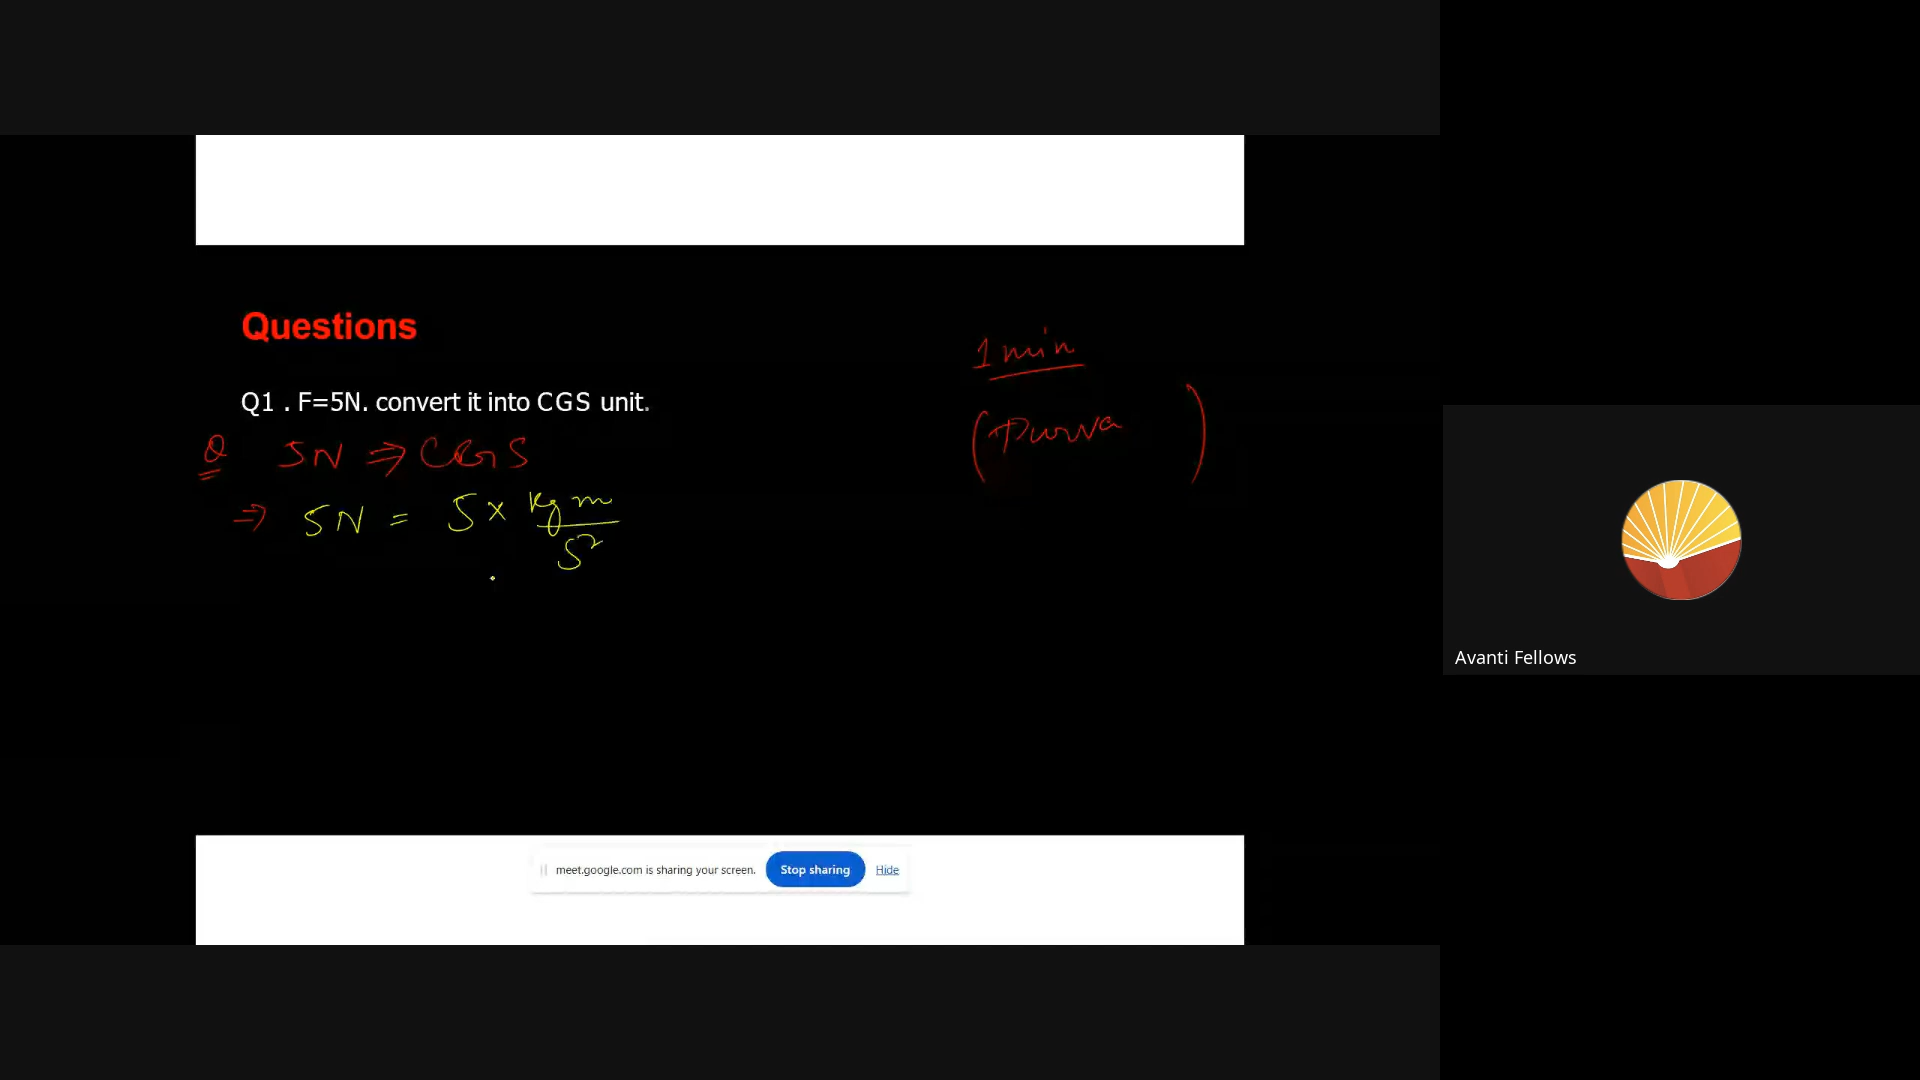 Questions
1 min
Q1 . F=5N. convert it into CGS unit.
(Purva )
Q 5N ⇒ CGS
⇒ 5N = 5 × kg m
s²
Avanti Fellows
meet.google.com is sharing your screen. Stop sharing Hide